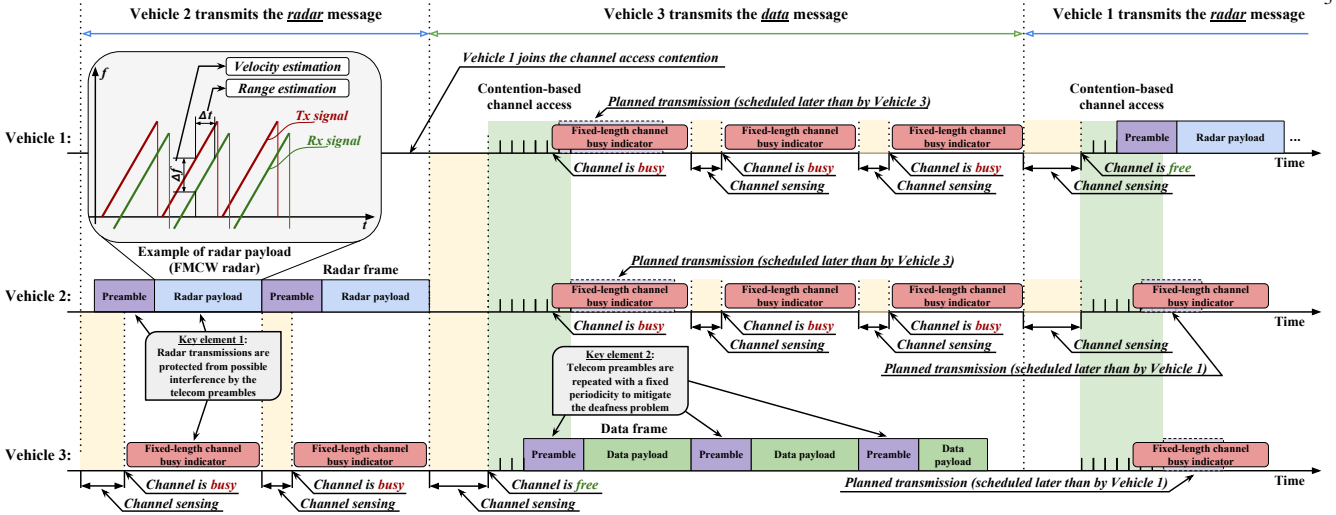 Vehicle 2 transmits the radar message
Vehicle 3 transmits the data message
Vehicle 1 transmits the radar message
f
Velocity estimation
Range estimation
Δt
Tx signal
Rx signal
Δf
t
Example of radar payload
(FMCW radar)
Vehicle 1 joins the channel access contention
Contention-based
channel access
Planned transmission (scheduled later than by Vehicle 3)
Contention-based
channel access
Vehicle 1:
Fixed-length channel
busy indicator
Fixed-length channel
busy indicator
Fixed-length channel
busy indicator
Preamble
Radar payload
...
Time
Channel is busy
Channel sensing
Channel is busy
Channel sensing
Channel is busy
Channel sensing
Channel is free
Channel sensing
Radar frame
Planned transmission (scheduled later than by Vehicle 3)
Vehicle 2:
Preamble
Radar payload
Preamble
Radar payload
Fixed-length channel
busy indicator
Fixed-length channel
busy indicator
Fixed-length channel
busy indicator
Fixed-length channel
busy indicator
Time
Channel is busy
Channel sensing
Channel is busy
Channel sensing
Channel is busy
Channel sensing
Channel sensing
Planned transmission (scheduled later than by Vehicle 1)
Key element 1:
Radar transmissions are
protected from possible
interference by the
telecom preambles
Key element 2:
Telecom preambles are
repeated with a fixed
periodicity to mitigate
the deafness problem
Data frame
Vehicle 3:
Fixed-length channel
busy indicator
Fixed-length channel
busy indicator
Preamble
Data payload
Preamble
Data payload
Preamble
Data
payload
Fixed-length channel
busy indicator
Time
Channel is busy
Channel sensing
Channel is busy
Channel sensing
Channel is free
Channel sensing
Planned transmission (scheduled later than by Vehicle 1)